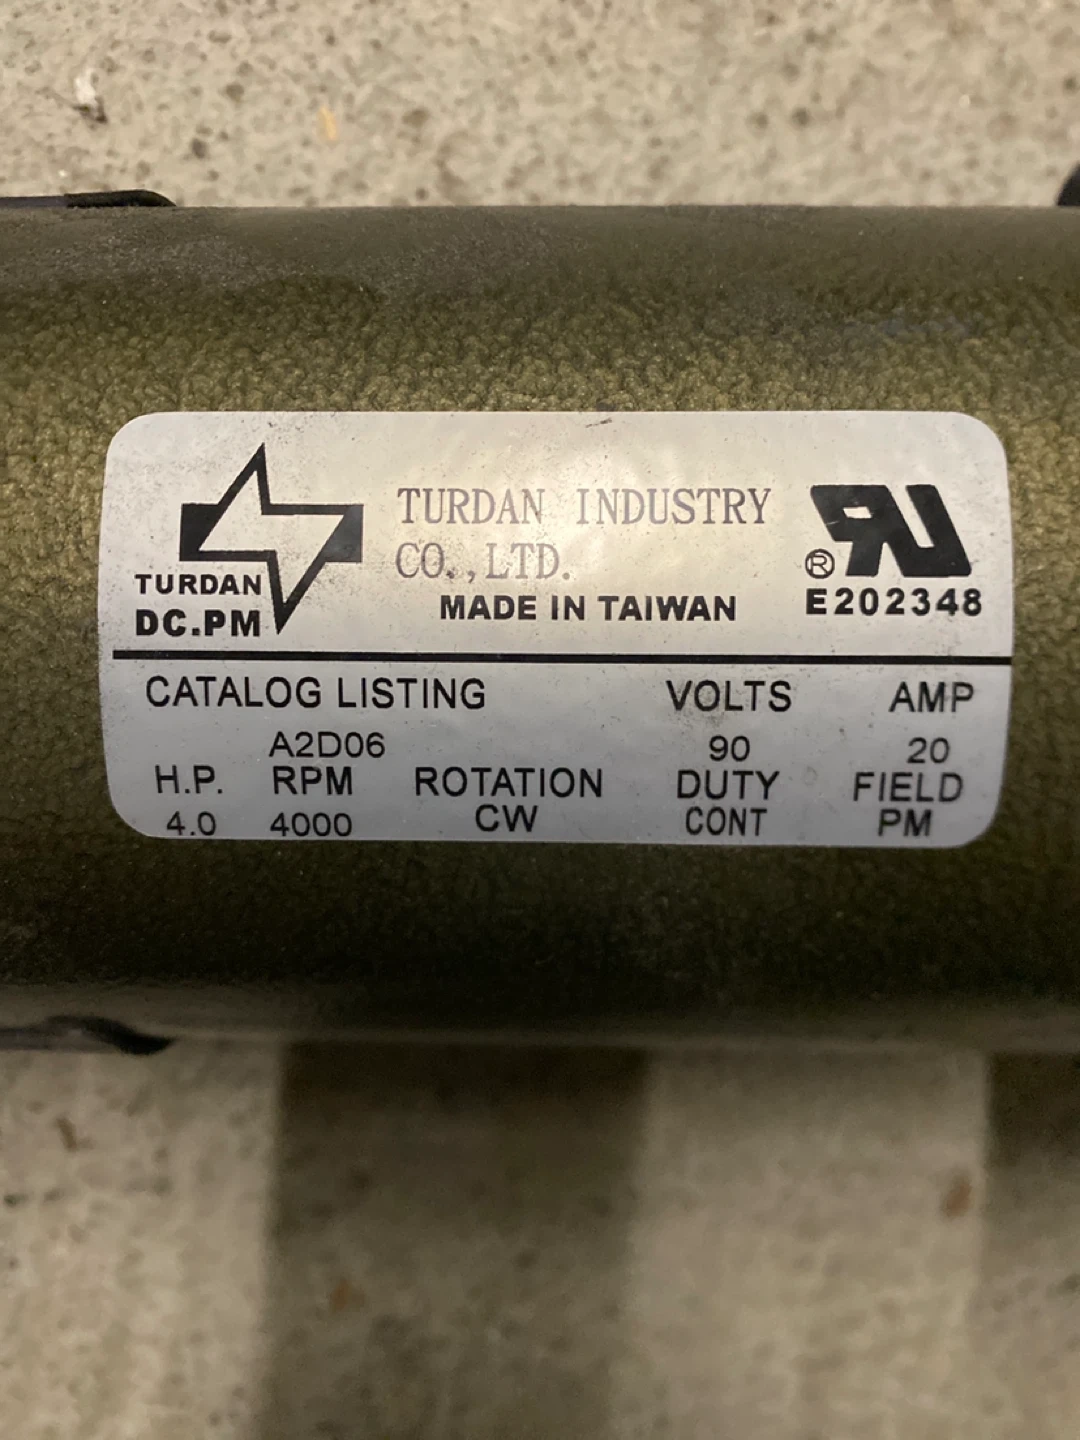 TURDAN INDUSTRY
CO.,LTD.
MADE IN TAIWAN
TURDAN
DC.PM
RU
®
E202348
CATALOG LISTING VOLTS AMP
A2D06 90 20
H.P. RPM ROTATION DUTY FIELD
4.0 4000 CW CONT PM